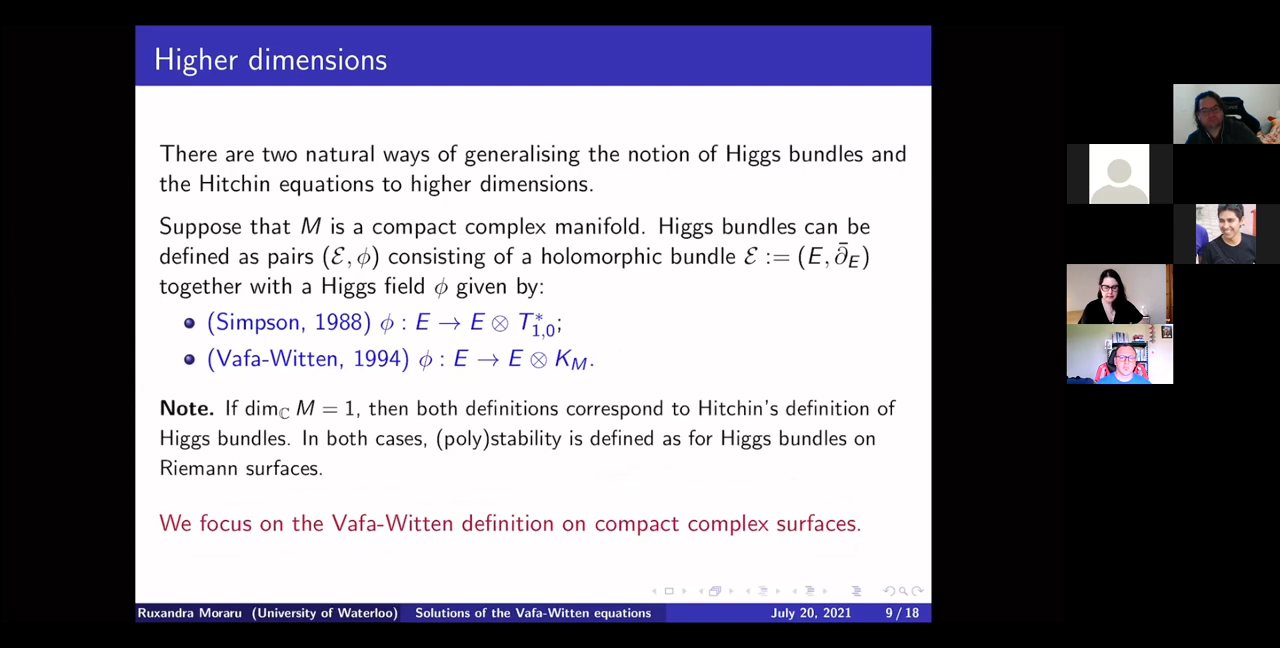 Higher dimensions
There are two natural ways of generalising the notion of Higgs bundles and
the Hitchin equations to higher dimensions.
Suppose that M is a compact complex manifold. Higgs bundles can be
defined as pairs (ℰ, ϕ) consisting of a holomorphic bundle ℰ := (E, ∂̄_E)
together with a Higgs field ϕ given by:
(Simpson, 1988) ϕ : E → E ⊗ T*_{1,0};
(Vafa-Witten, 1994) ϕ : E → E ⊗ K_M.
Note. If dim_ℂ M = 1, then both definitions correspond to Hitchin's definition of
Higgs bundles. In both cases, (poly)stability is defined as for Higgs bundles on
Riemann surfaces.
We focus on the Vafa-Witten definition on compact complex surfaces.
Ruxandra Moraru (University of Waterloo) Solutions of the Vafa-Witten equations July 20, 2021 9 / 18